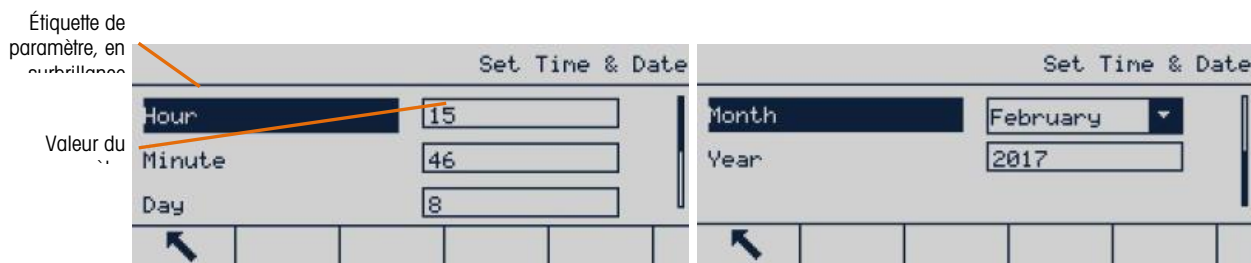 Étiquette de
paramètre, en
surbrillance
Valeur du
Set Time & Date
Hour 15
Minute 46
Day 8
Set Time & Date
Month February
Year 2017